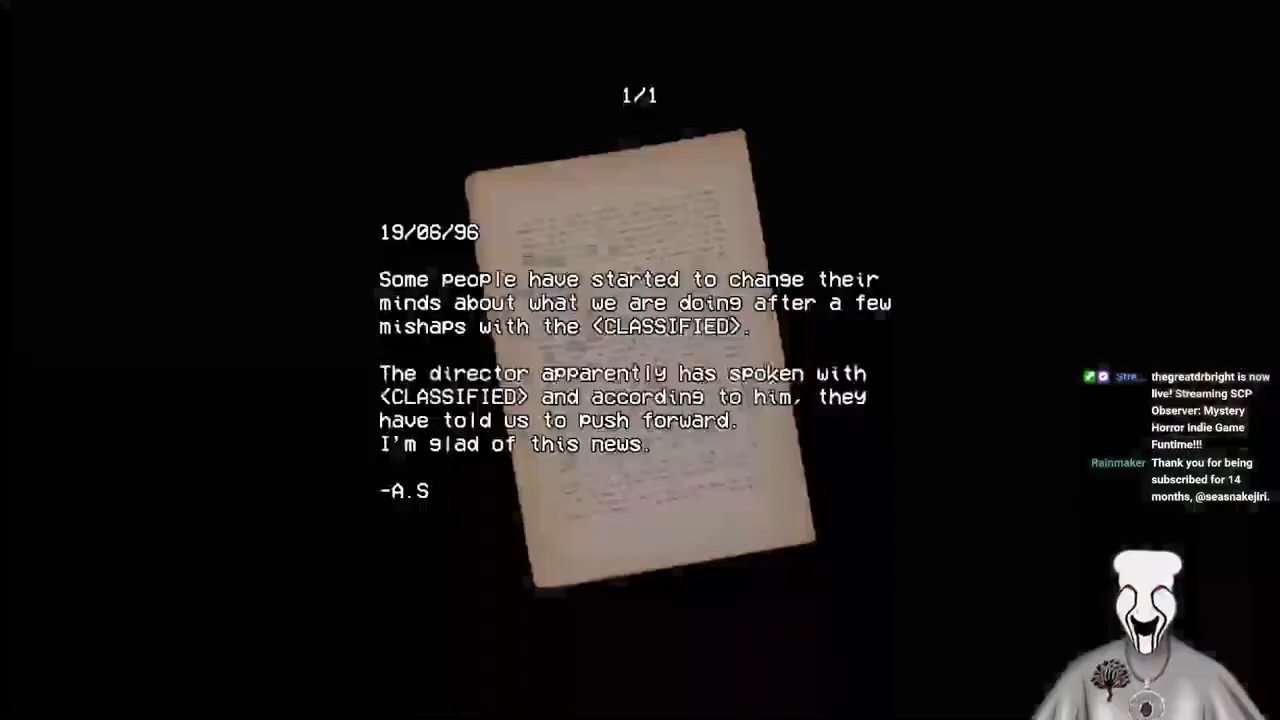 1/1
19/06/96
Some people have started to change their
minds about what we are doing after a few
mishaps with the <CLASSIFIED>.
The director apparently has spoken with
<CLASSIFIED> and according to him, they
have told us to push forward.
I'm glad of this news.
-A.S
Stre... thegreatdrbright is now
live! Streaming SCP
Observer: Mystery
Horror Indie Game
Funtime!!!
Rainmaker Thank you for being
subscribed for 14
months, @seasnakejiri.